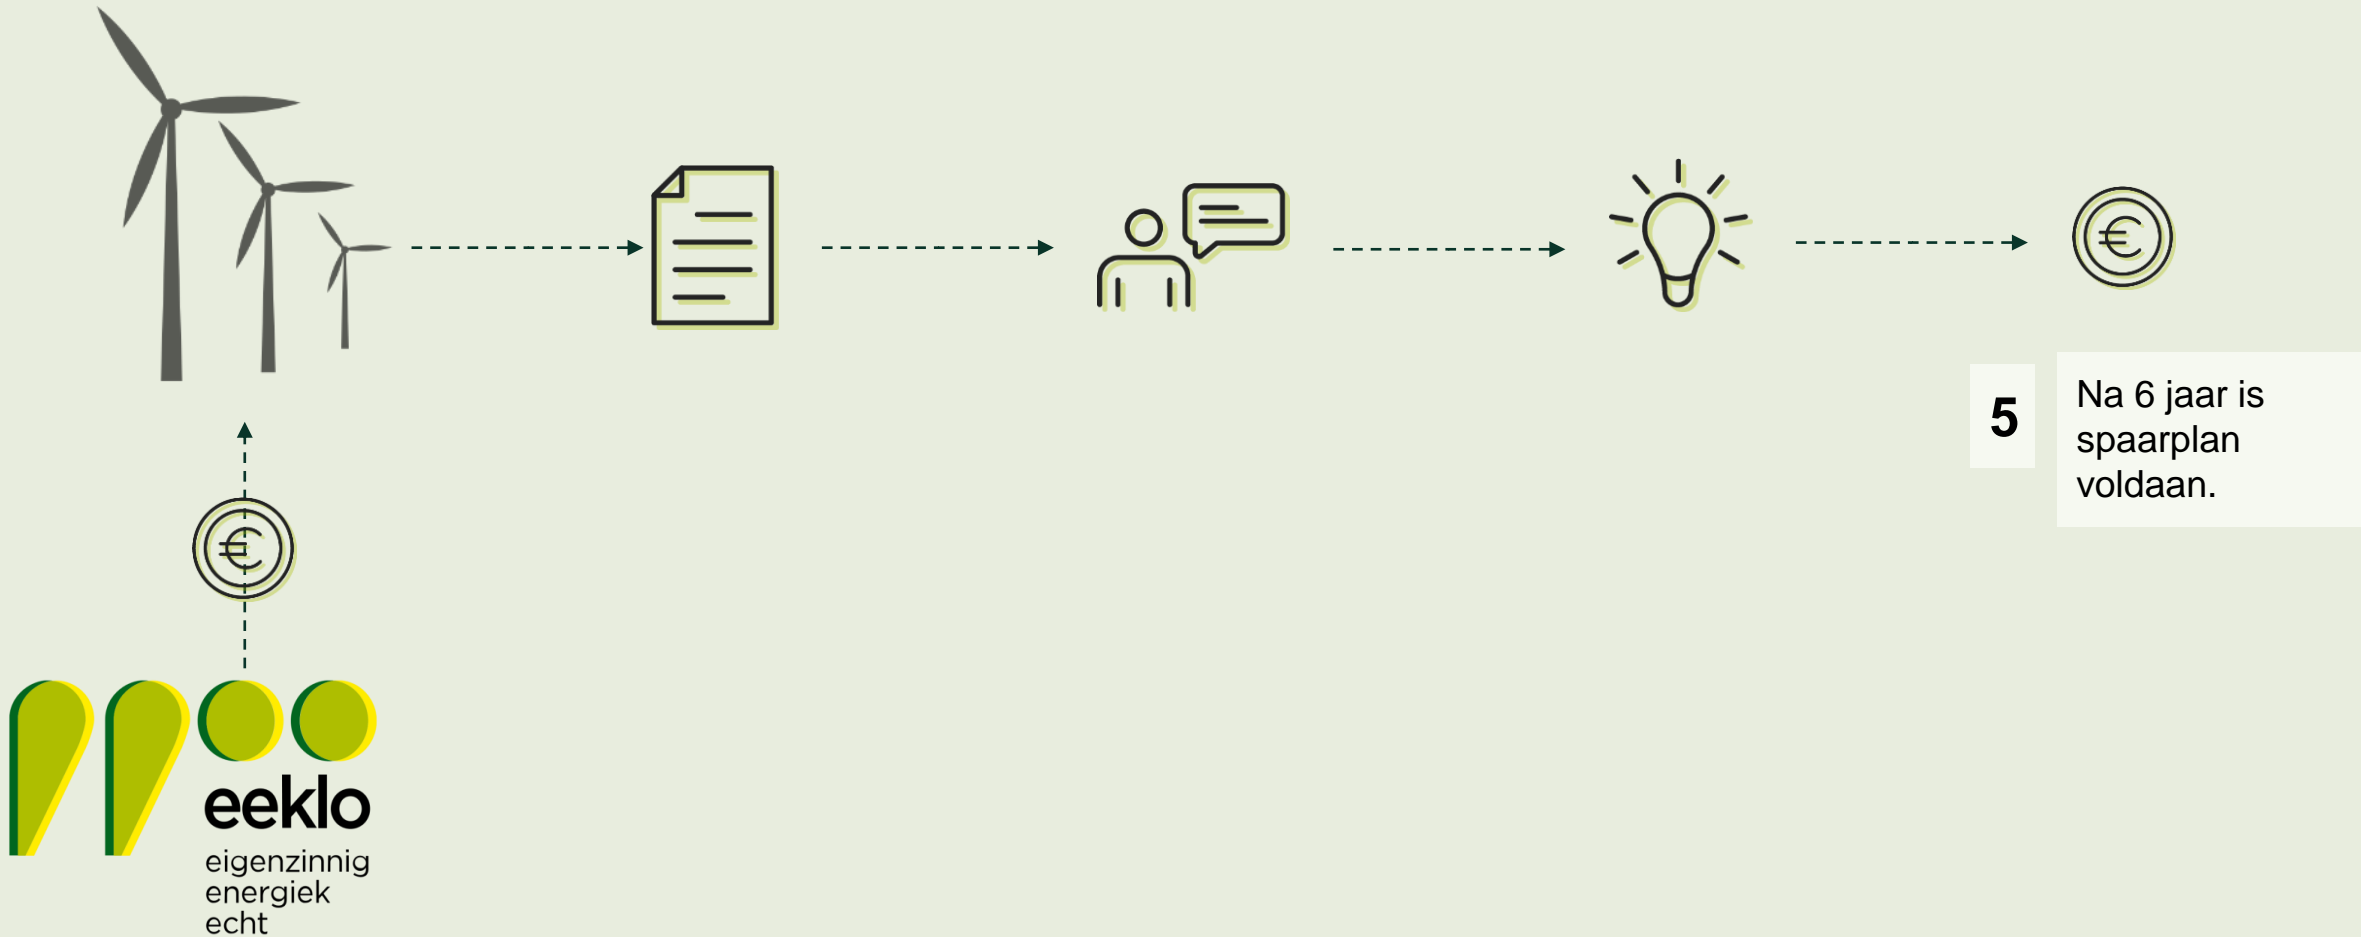 5
Na 6 jaar is
spaarplan
voldaan.
€
€
eeklo
eigenzinnig
energiek
echt